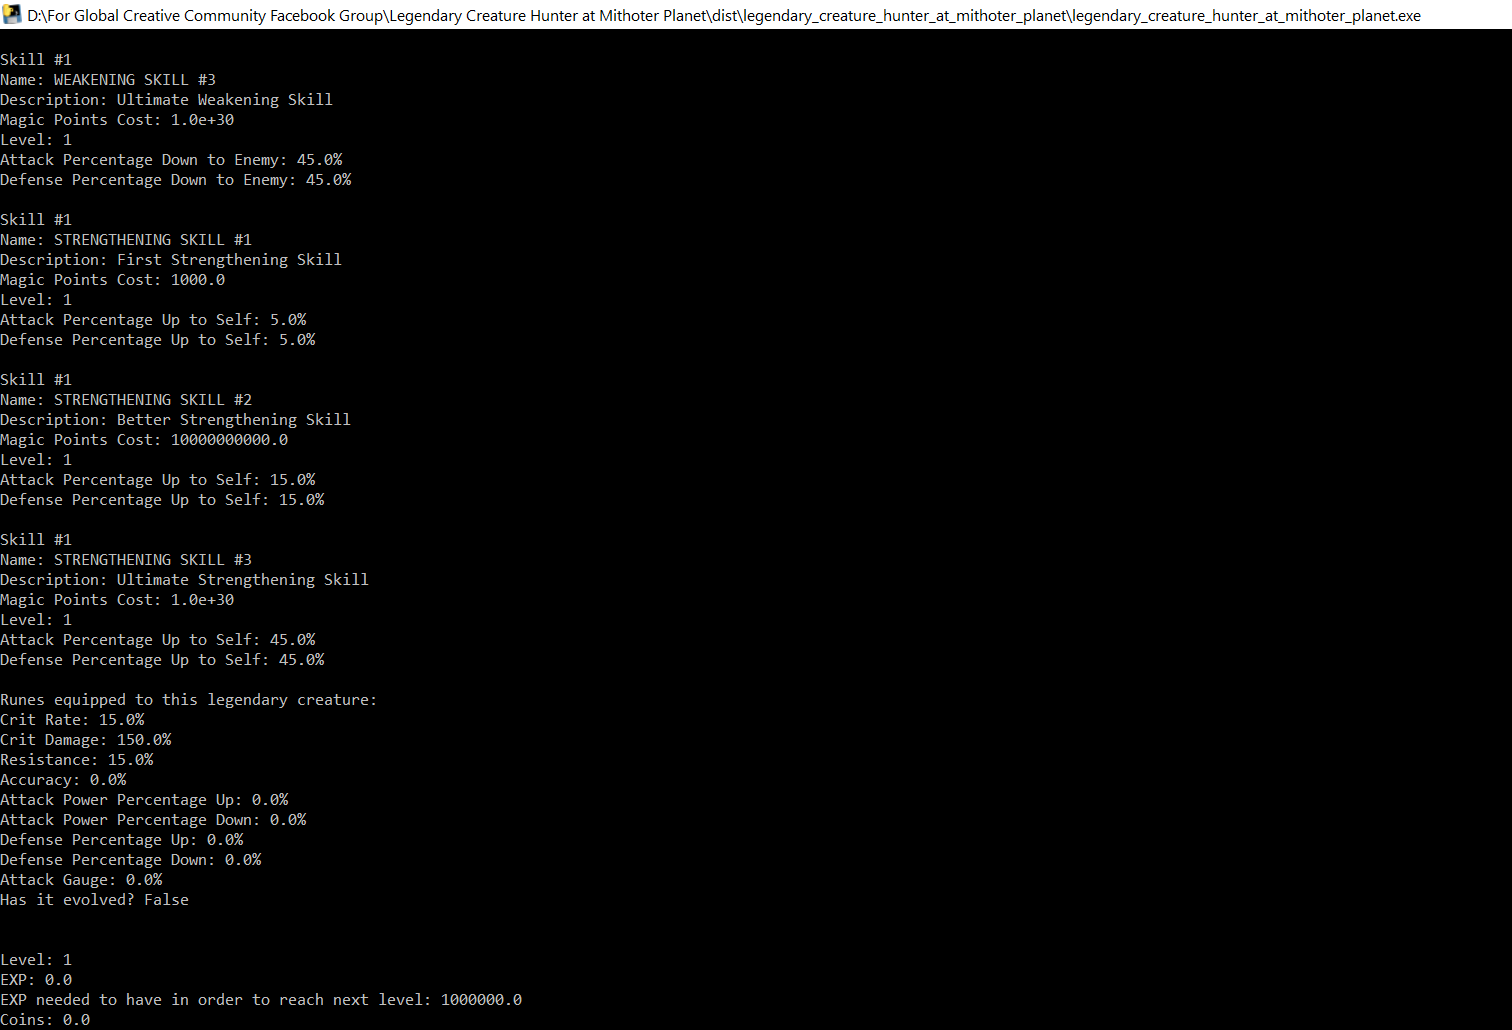 D:\For Global Creative Community Facebook Group\Legendary Creature Hunter at Mithoter Planet\dist\legendary_creature_hunter_at_mithoter_planet\legendary_creature_hunter_at_mithoter_planet.exe
Skill #1
Name: WEAKENING SKILL #3
Description: Ultimate Weakening Skill
Magic Points Cost: 1.0e+30
Level: 1
Attack Percentage Down to Enemy: 45.0%
Defense Percentage Down to Enemy: 45.0%
Skill #1
Name: STRENGTHENING SKILL #1
Description: First Strengthening Skill
Magic Points Cost: 1000.0
Level: 1
Attack Percentage Up to Self: 5.0%
Defense Percentage Up to Self: 5.0%
Skill #1
Name: STRENGTHENING SKILL #2
Description: Better Strengthening Skill
Magic Points Cost: 10000000000.0
Level: 1
Attack Percentage Up to Self: 15.0%
Defense Percentage Up to Self: 15.0%
Skill #1
Name: STRENGTHENING SKILL #3
Description: Ultimate Strengthening Skill
Magic Points Cost: 1.0e+30
Level: 1
Attack Percentage Up to Self: 45.0%
Defense Percentage Up to Self: 45.0%
Runes equipped to this legendary creature:
Crit Rate: 15.0%
Crit Damage: 150.0%
Resistance: 15.0%
Accuracy: 0.0%
Attack Power Percentage Up: 0.0%
Attack Power Percentage Down: 0.0%
Defense Percentage Up: 0.0%
Defense Percentage Down: 0.0%
Attack Gauge: 0.0%
Has it evolved? False
Level: 1
EXP: 0.0
EXP needed to have in order to reach next level: 1000000.0
Coins: 0.0